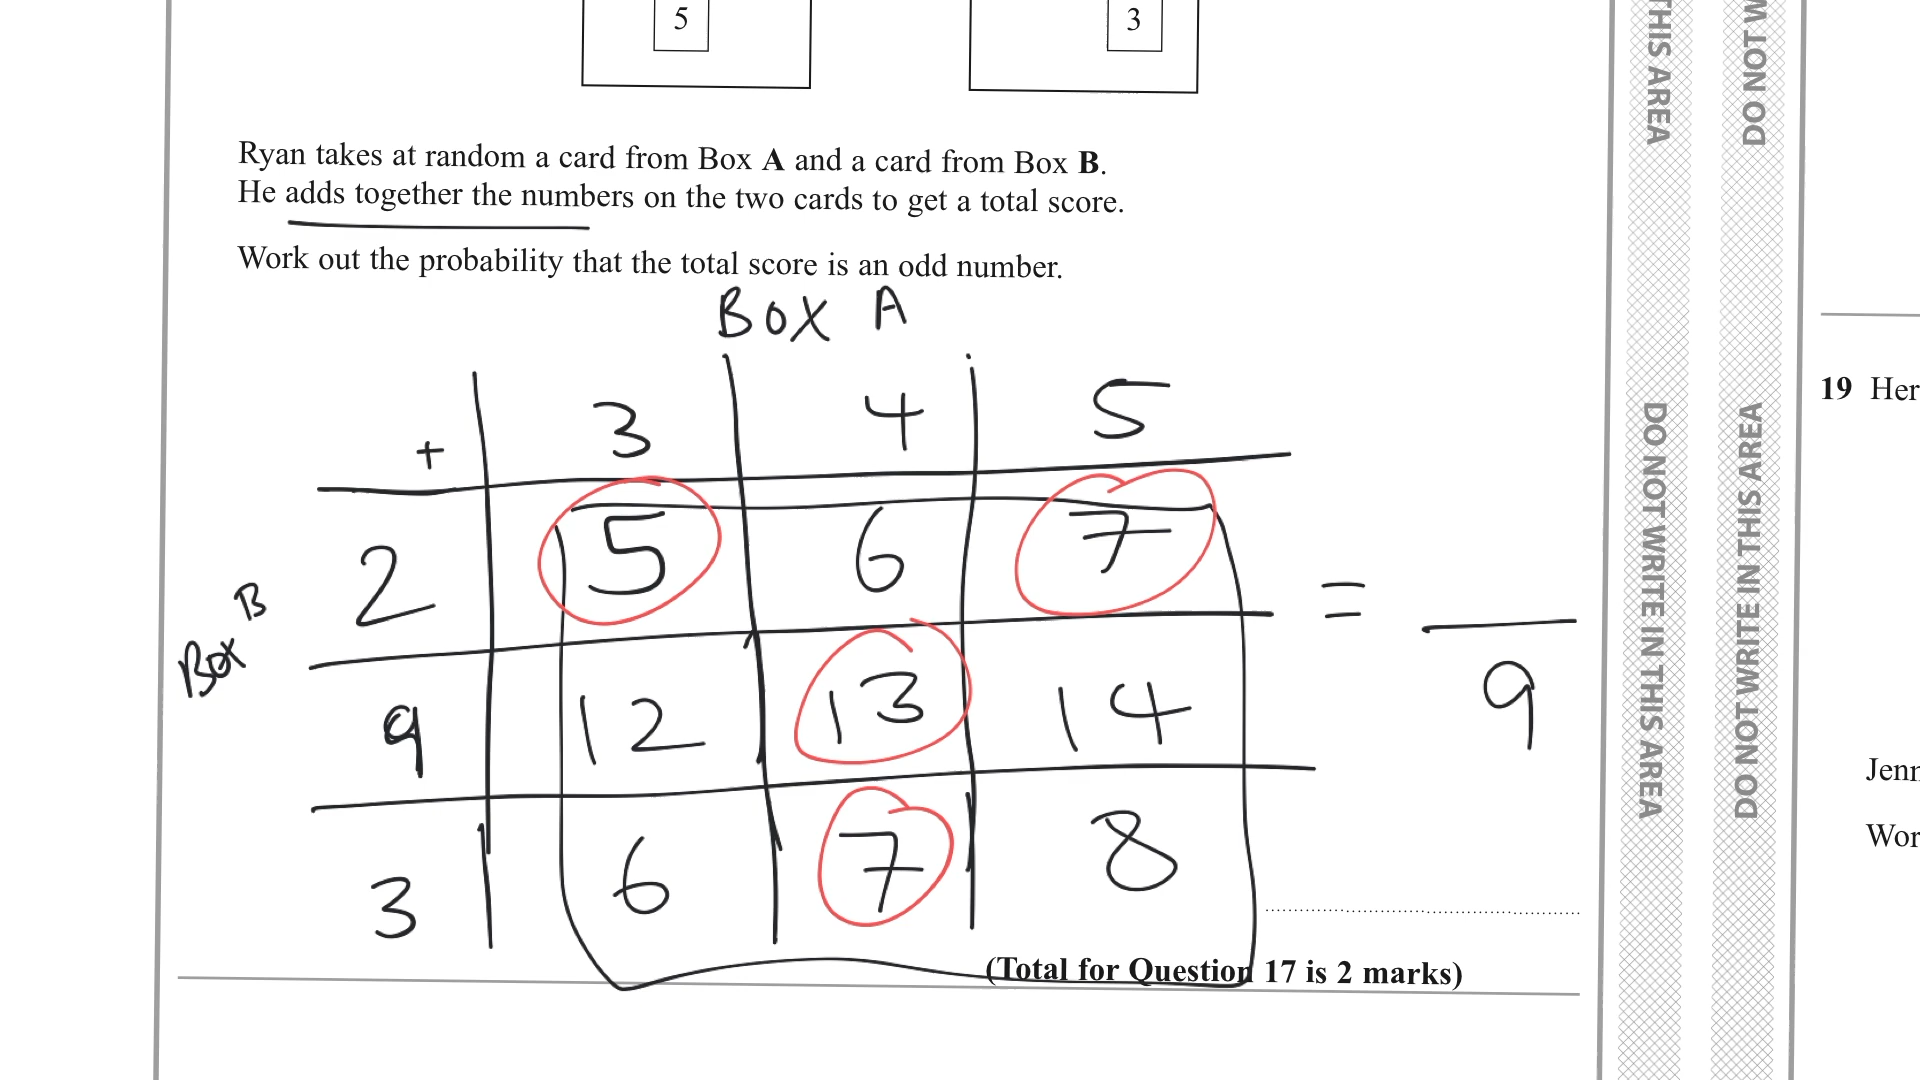 5 3
Ryan takes at random a card from Box A and a card from Box B.
He adds together the numbers on the two cards to get a total score.
Work out the probability that the total score is an odd number.
BOX A
+ 3 4 5
2 5 6 7
Box B
= 9
9 12 13 14
3 6 7 8
(Total for Question 17 is 2 marks)
THIS AREA
DO NOT WRITE IN THIS AREA
DO NOT W
DO NOT WRITE IN THIS AREA
19 Her
Jenn
Wor